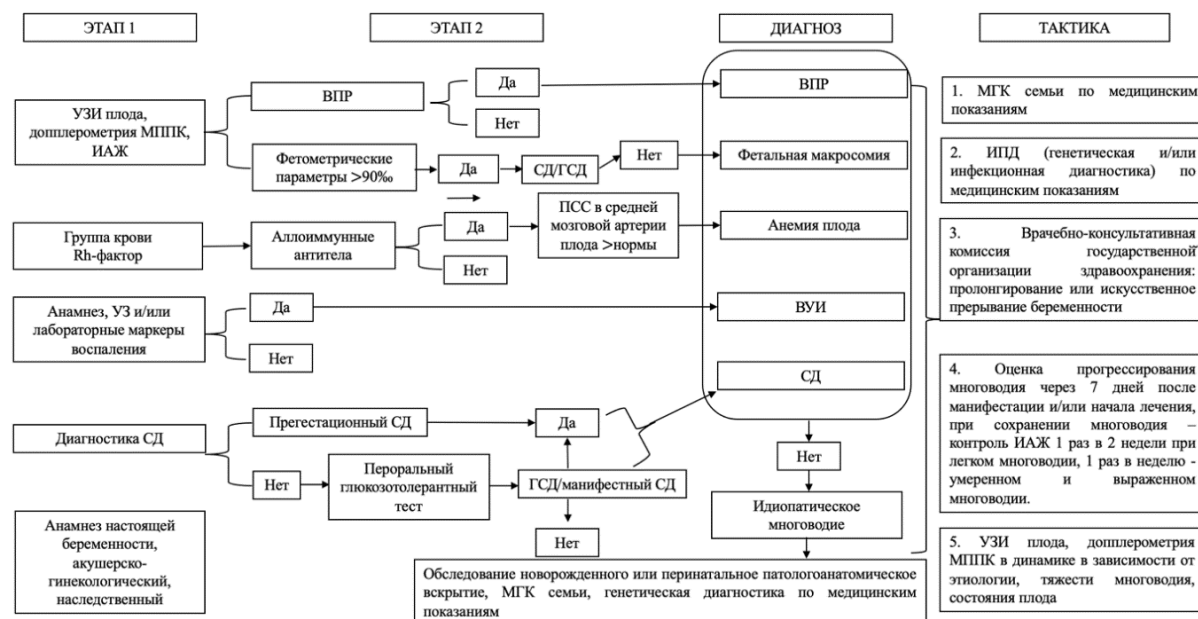 ЭТАП 1
ЭТАП 2
ДИАГНОЗ
ТАКТИКА
УЗИ плода,
допплерометрия МППК,
ИАЖ
ВПР
Да
Нет
Фетометрические
параметры >90‰
Да
СД/ГСД
Нет
Группа крови
Rh-фактор
Аллоиммунные
антитела
Да
Нет
ПСС в средней
мозговой артерии
плода >нормы
Анамнез, УЗ и/или
лабораторные маркеры
воспаления
Да
Нет
Диагностика СД
Прегестационный СД
Да
Нет
Пероральный
глюкозотолерантный
тест
ГСД/манифестный СД
Нет
Анамнез настоящей
беременности,
акушерско-
гинекологический,
наследственный
ВПР
Фетальная макросомия
Анемия плода
ВУИ
СД
Нет
Идиопатическое
многоводие
Обследование новорожденного или перинатальное патологоанатомическое
вскрытие, МГК семьи, генетическая диагностика по медицинским
показаниям
1. МГК семьи по медицинским
показаниям
2. ИПД (генетическая и/или
инфекционная диагностика) по
медицинским показаниям
3. Врачебно-консультативная
комиссия государственной
организации здравоохранения:
пролонгирование или искусственное
прерывание беременности
4. Оценка прогрессирования
многоводия через 7 дней после
манифестации и/или начала лечения,
при сохранении многоводия –
контроль ИАЖ 1 раз в 2 недели при
легком многоводии, 1 раз в неделю -
умеренном и выраженном
многоводии.
5. УЗИ плода, допплерометрия
МППК в динамике в зависимости от
этиологии, тяжести многоводия,
состояния плода